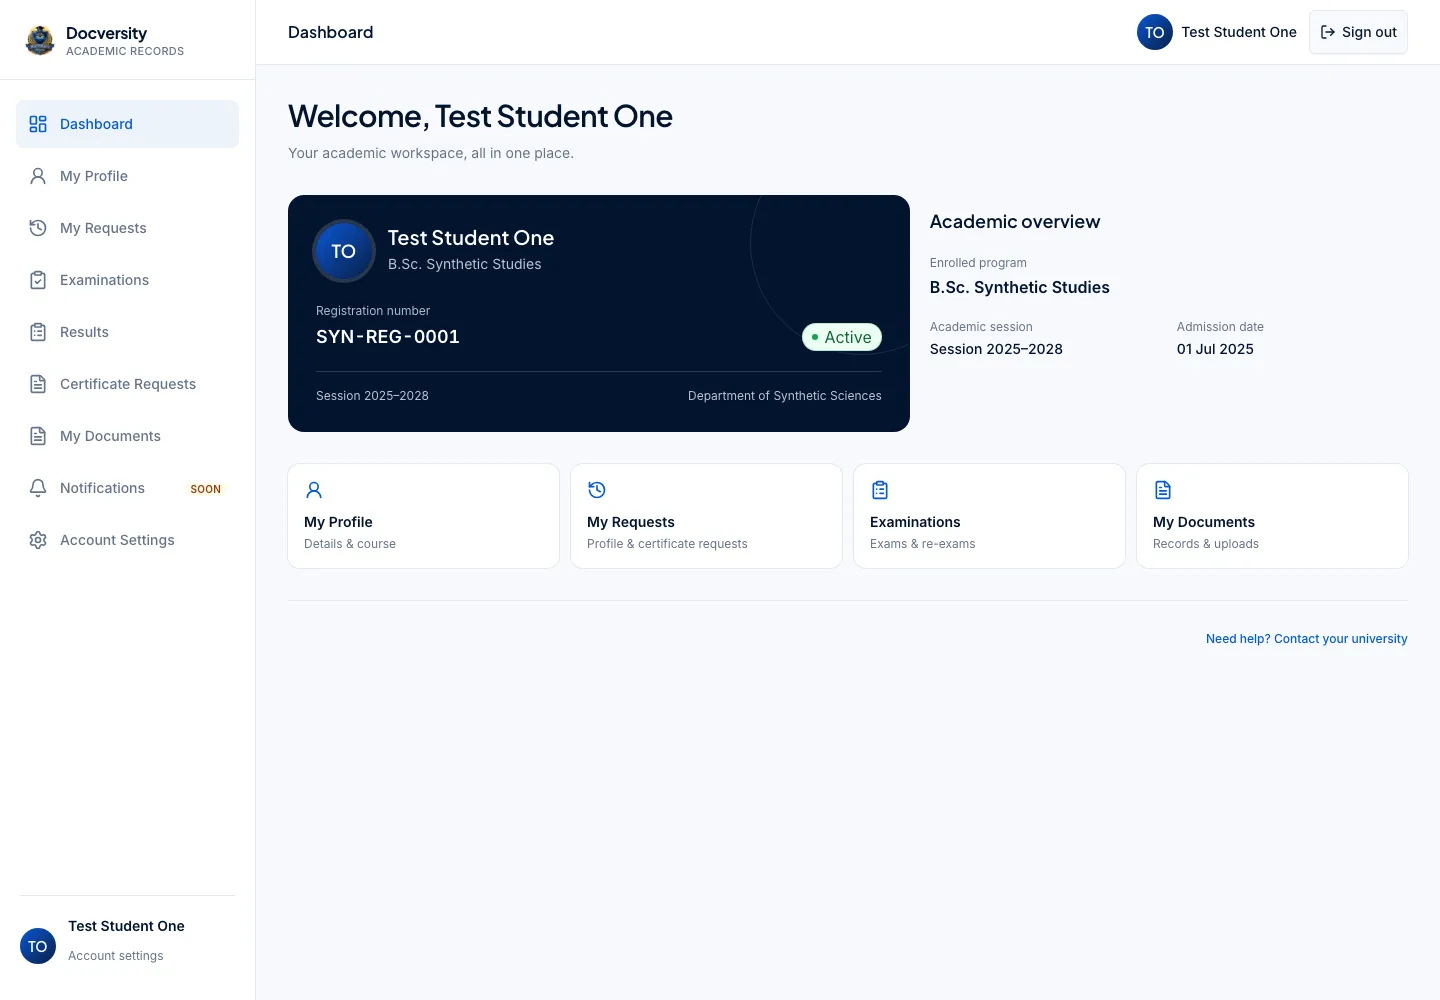 Docversity
ACADEMIC RECORDS
Dashboard
My Profile
My Requests
Examinations
Results
Certificate Requests
My Documents
Notifications SOON
Account Settings
TO
Test Student One
Account settings
Dashboard
TO Test Student One Sign out
Welcome, Test Student One
Your academic workspace, all in one place.
TO
Test Student One
B.Sc. Synthetic Studies
Registration number
SYN-REG-0001
Active
Session 2025–2028 Department of Synthetic Sciences
Academic overview
Enrolled program
B.Sc. Synthetic Studies
Academic session Admission date
Session 2025–2028 01 Jul 2025
My Profile
Details & course
My Requests
Profile & certificate requests
Examinations
Exams & re-exams
My Documents
Records & uploads
Need help? Contact your university